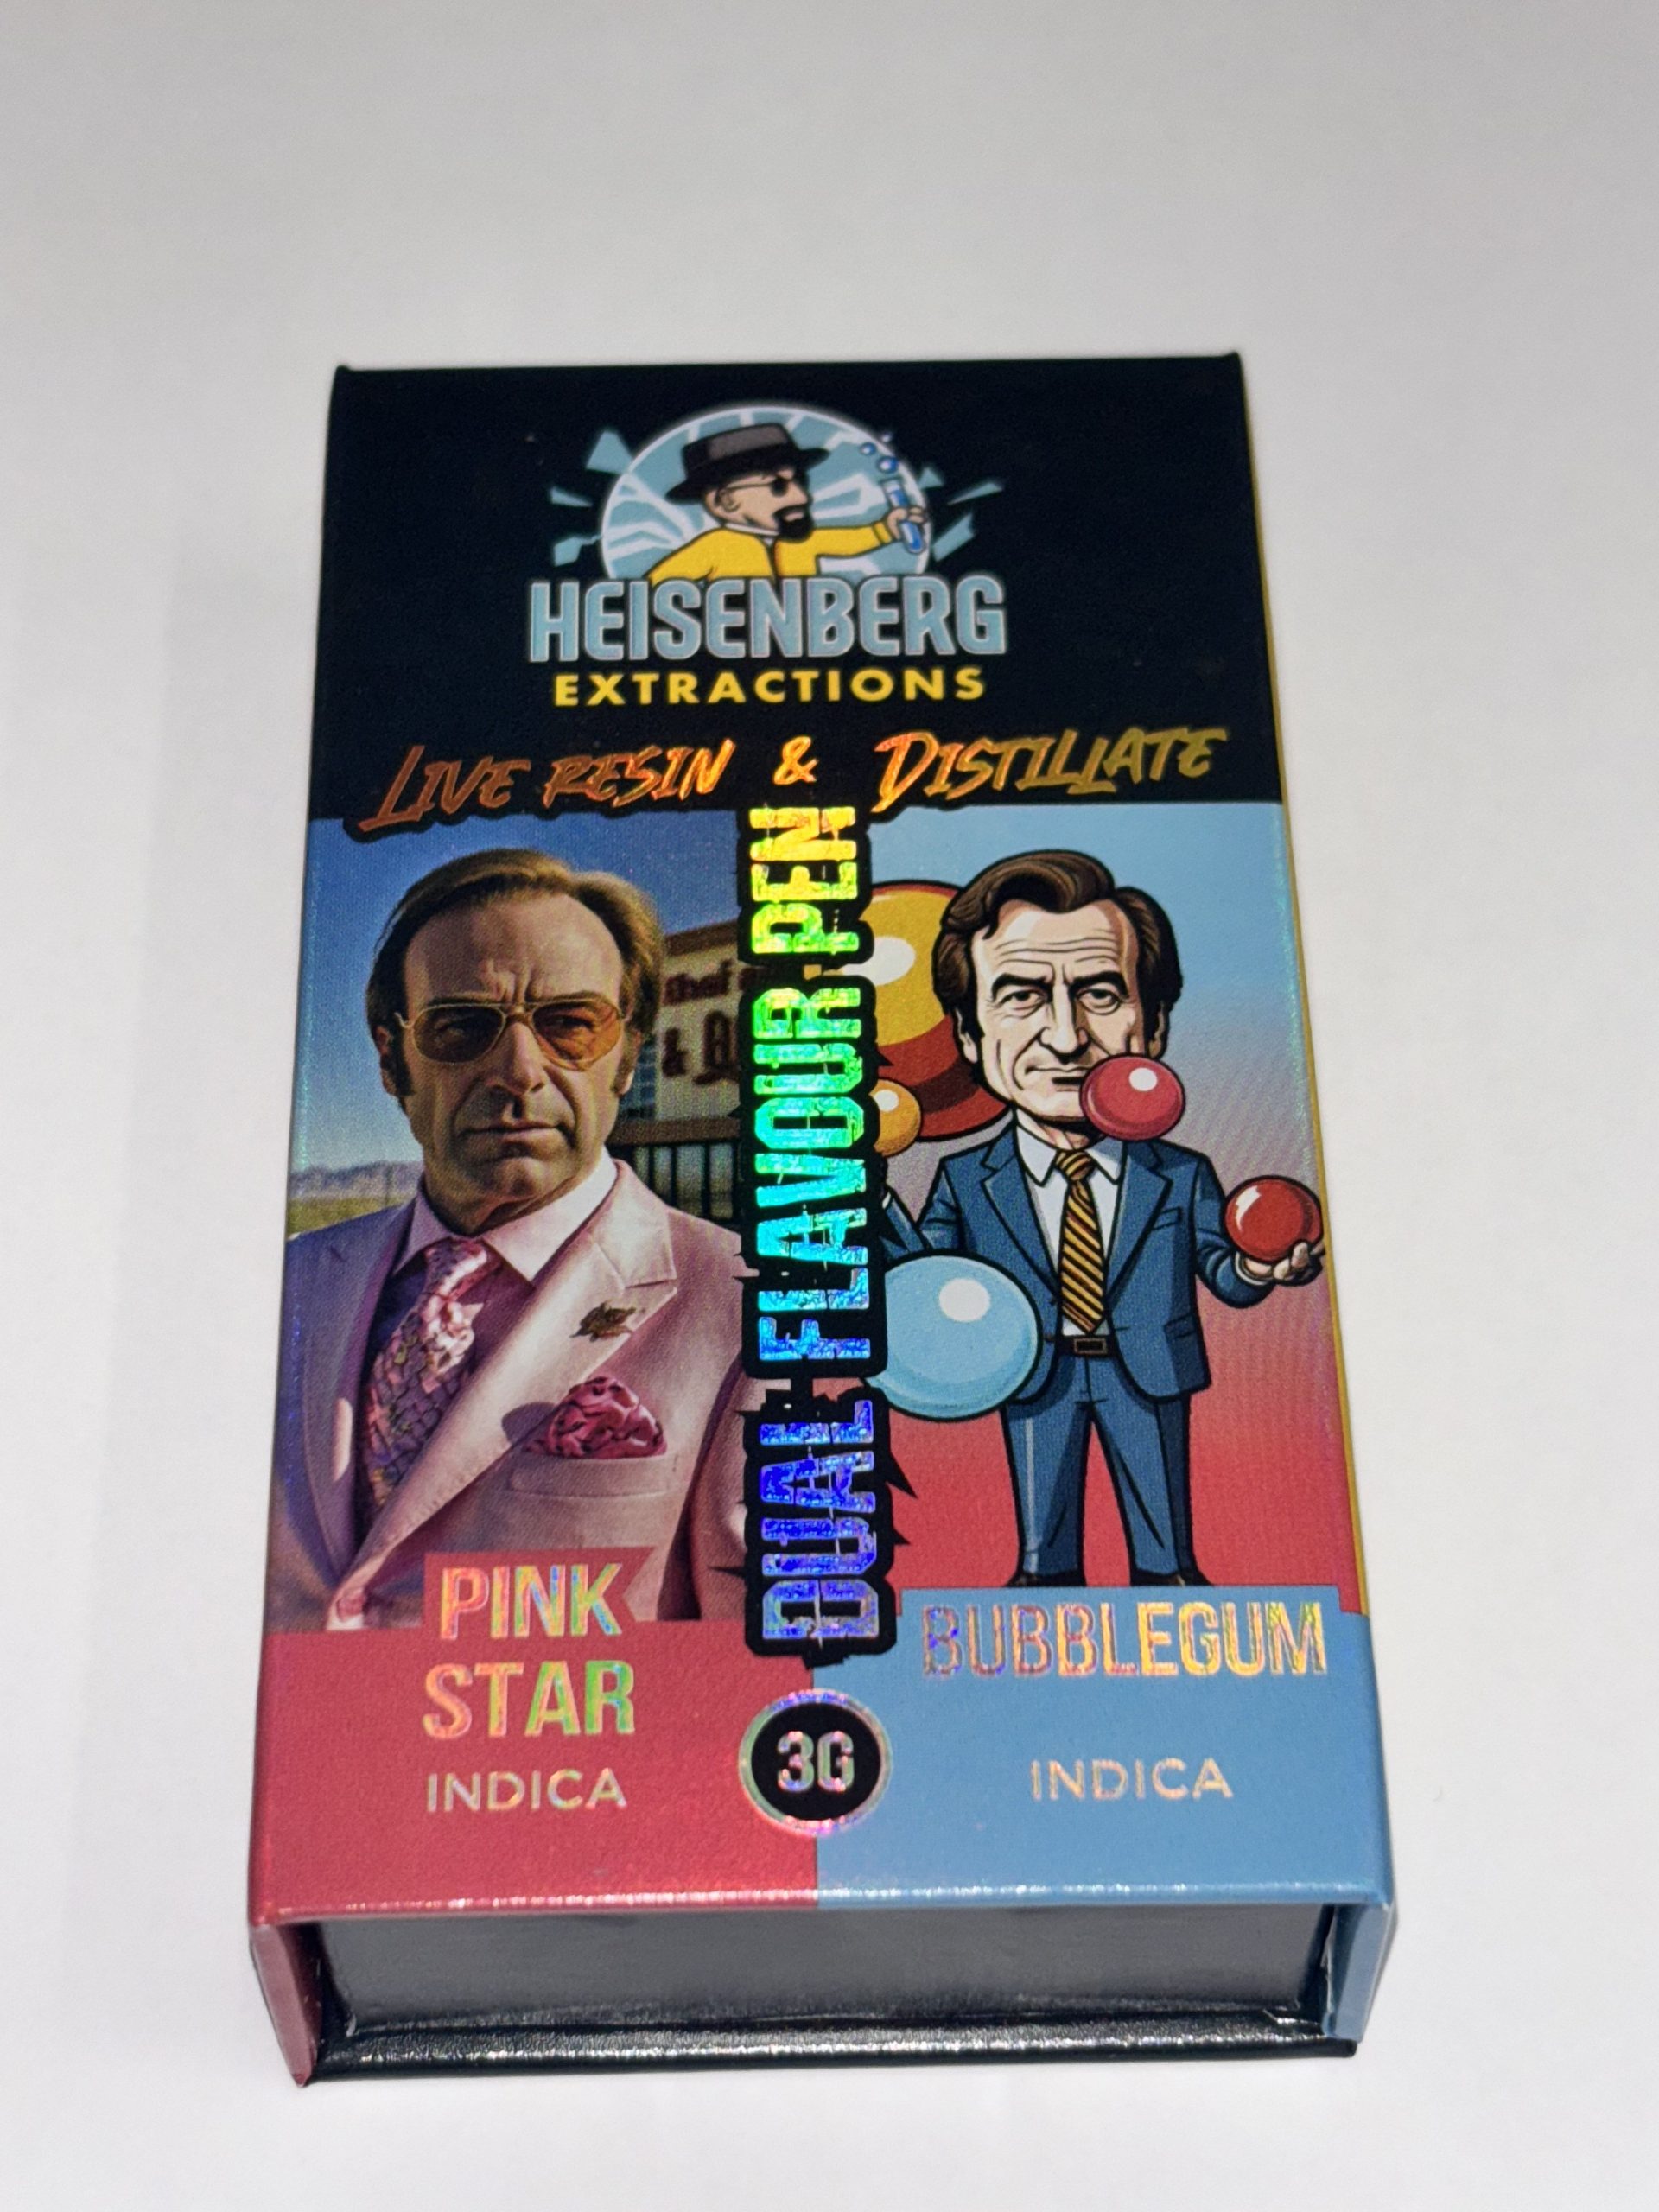 HEISENBERG
EXTRACTIONS
LIVE RESIN & DISTILLATE
DUAL FLAVOUR PEN
PINK
STAR
INDICA
BUBBLEGUM
INDICA
3G